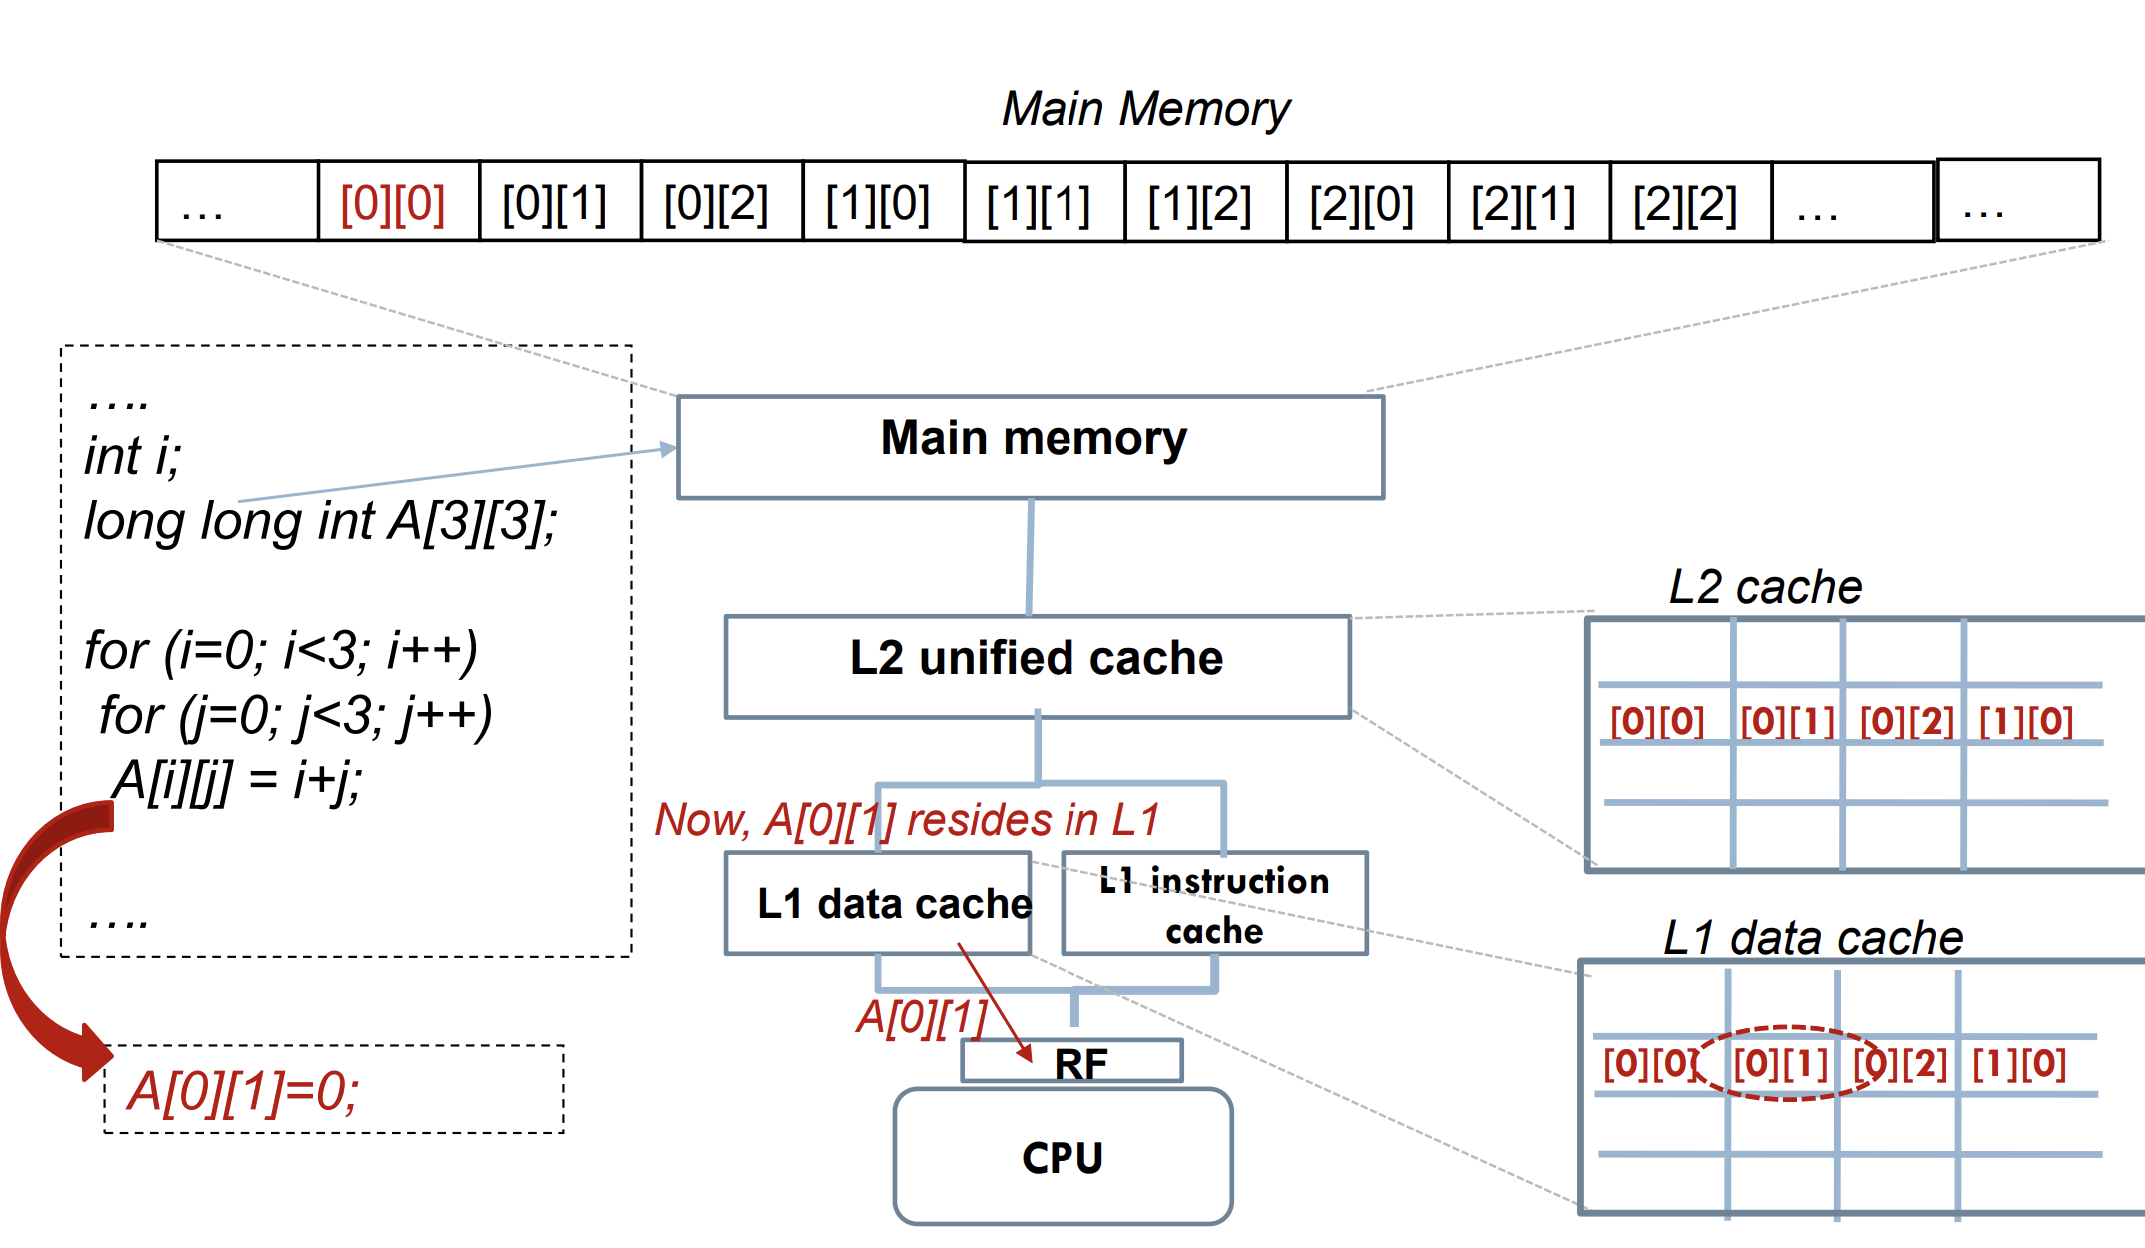 Main Memory
… [0][0] [0][1] [0][2] [1][0] [1][1] [1][2] [2][0] [2][1] [2][2] … …
….
int i;
long long int A[3][3];
for (i=0; i<3; i++)
for (j=0; j<3; j++)
A[i][j] = i+j;
….
A[0][1]=0;
Main memory
L2 unified cache
Now, A[0][1] resides in L1
L1 data cache
L1 instruction
cache
A[0][1]
RF
CPU
L2 cache
[0][0] [0][1] [0][2] [1][0]
L1 data cache
[0][0] [0][1] [0][2] [1][0]